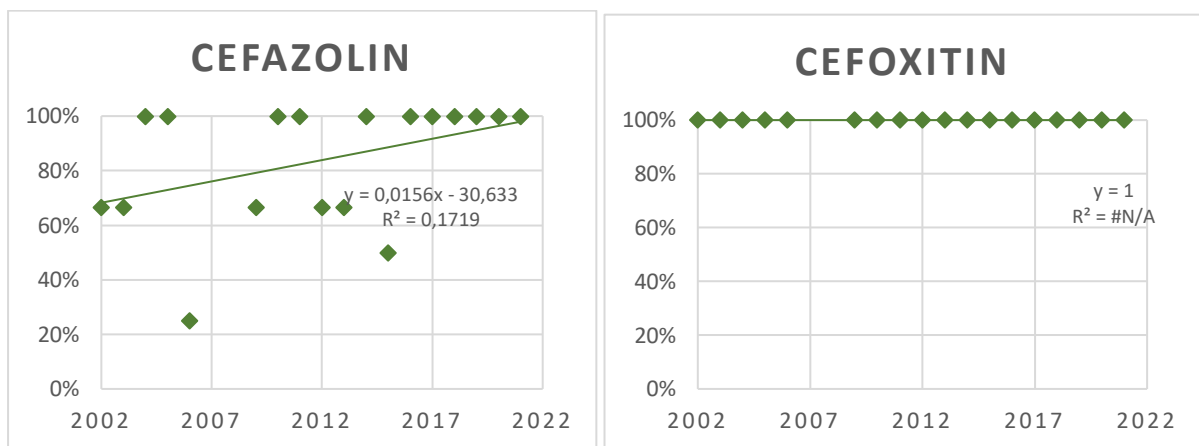 CEFAZOLIN
100%
80%
60%
40%
20%
0%
y = 0,0156x - 30,633
R² = 0,1719
2002 2007 2012 2017 2022
CEFOXITIN
100%
80%
60%
40%
20%
0%
y = 1
R² = #N/A
2002 2007 2012 2017 2022